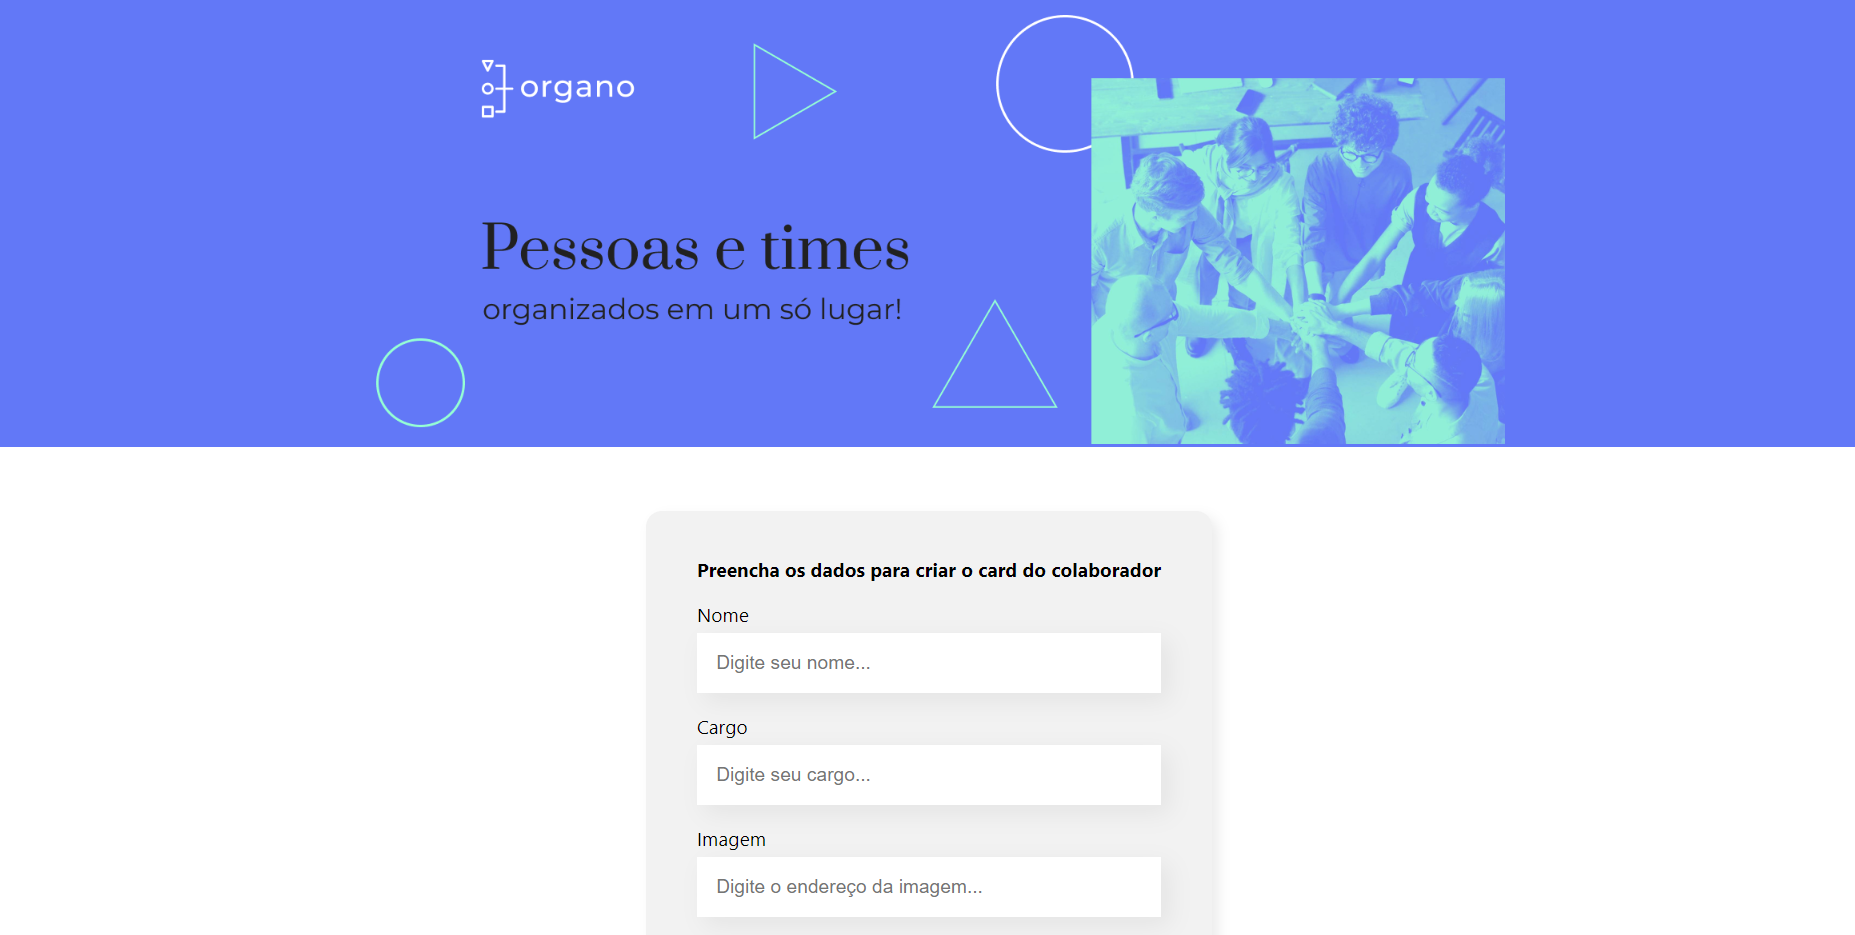 organo
Pessoas e times
organizados em um só lugar!
Preencha os dados para criar o card do colaborador
Nome
Digite seu nome...
Cargo
Digite seu cargo...
Imagem
Digite o endereço da imagem...